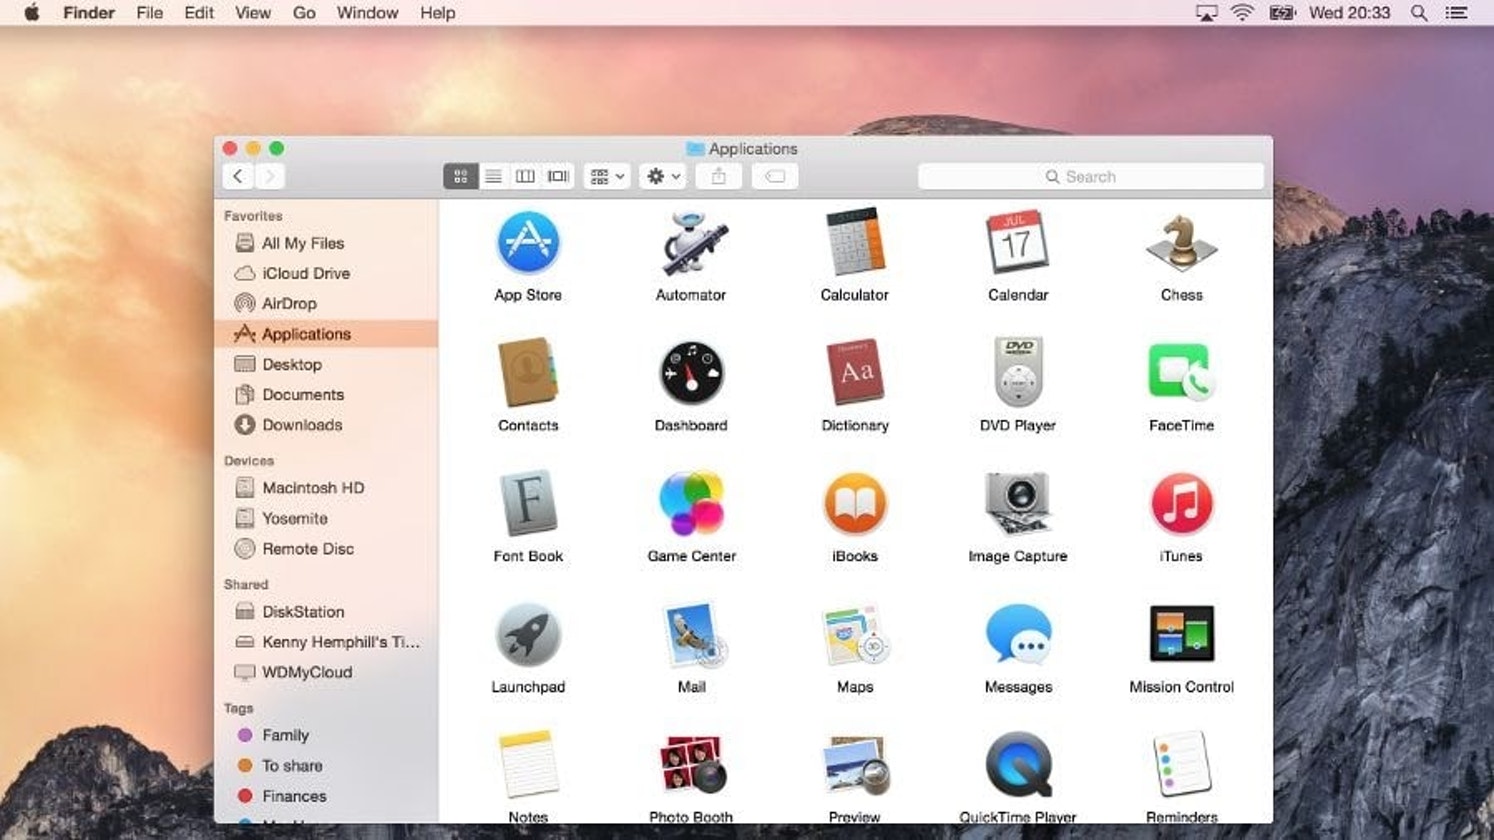 Finder File Edit View Go Window Help Wed 20:33
Applications
Search
Favorites
All My Files
iCloud Drive
AirDrop
Applications
Desktop
Documents
Downloads
Devices
Macintosh HD
Yosemite
Remote Disc
Shared
DiskStation
Kenny Hemphill's Ti...
WDMyCloud
Tags
Family
To share
Finances
JUL
17
App Store Automator Calculator Calendar Chess
DVD
Aa
Contacts Dashboard Dictionary DVD Player FaceTime
F
Font Book Game Center iBooks Image Capture iTunes
3D
Launchpad Mail Maps Messages Mission Control
Notes Photo Booth Preview QuickTime Player Reminders